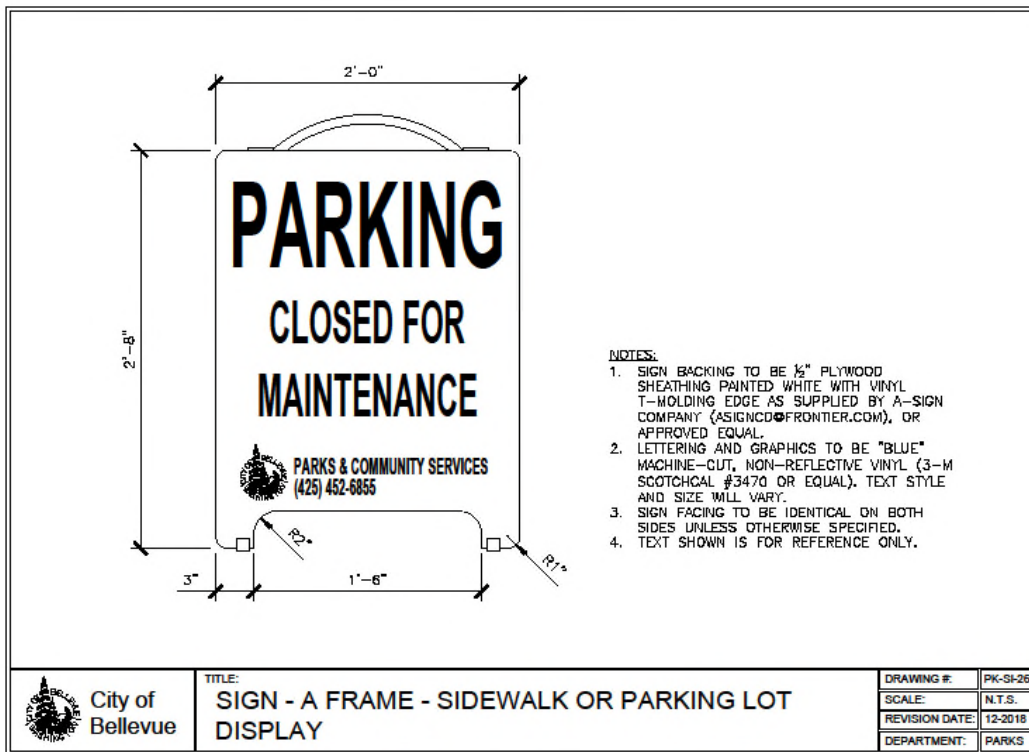 2'-0"
2'-8"
PARKING
CLOSED FOR
MAINTENANCE
PARKS & COMMUNITY SERVICES
(425) 452-6855
R2"
R1"
3"
1'-6"
NOTES:
1. SIGN BACKING TO BE ½" PLYWOOD
SHEATHING PAINTED WHITE WITH VINYL
T-MOLDING EDGE AS SUPPLIED BY A-SIGN
COMPANY (ASIGNCO@FRONTIER.COM), OR
APPROVED EQUAL.
2. LETTERING AND GRAPHICS TO BE "BLUE"
MACHINE-CUT, NON-REFLECTIVE VINYL (3-M
SCOTCHCAL #3470 OR EQUAL). TEXT STYLE
AND SIZE WILL VARY.
3. SIGN FACING TO BE IDENTICAL ON BOTH
SIDES UNLESS OTHERWISE SPECIFIED.
4. TEXT SHOWN IS FOR REFERENCE ONLY.
City of
Bellevue
TITLE:
SIGN - A FRAME - SIDEWALK OR PARKING LOT
DISPLAY
DRAWING #: PK-SI-26
SCALE: N.T.S.
REVISION DATE: 12-2018
DEPARTMENT: PARKS